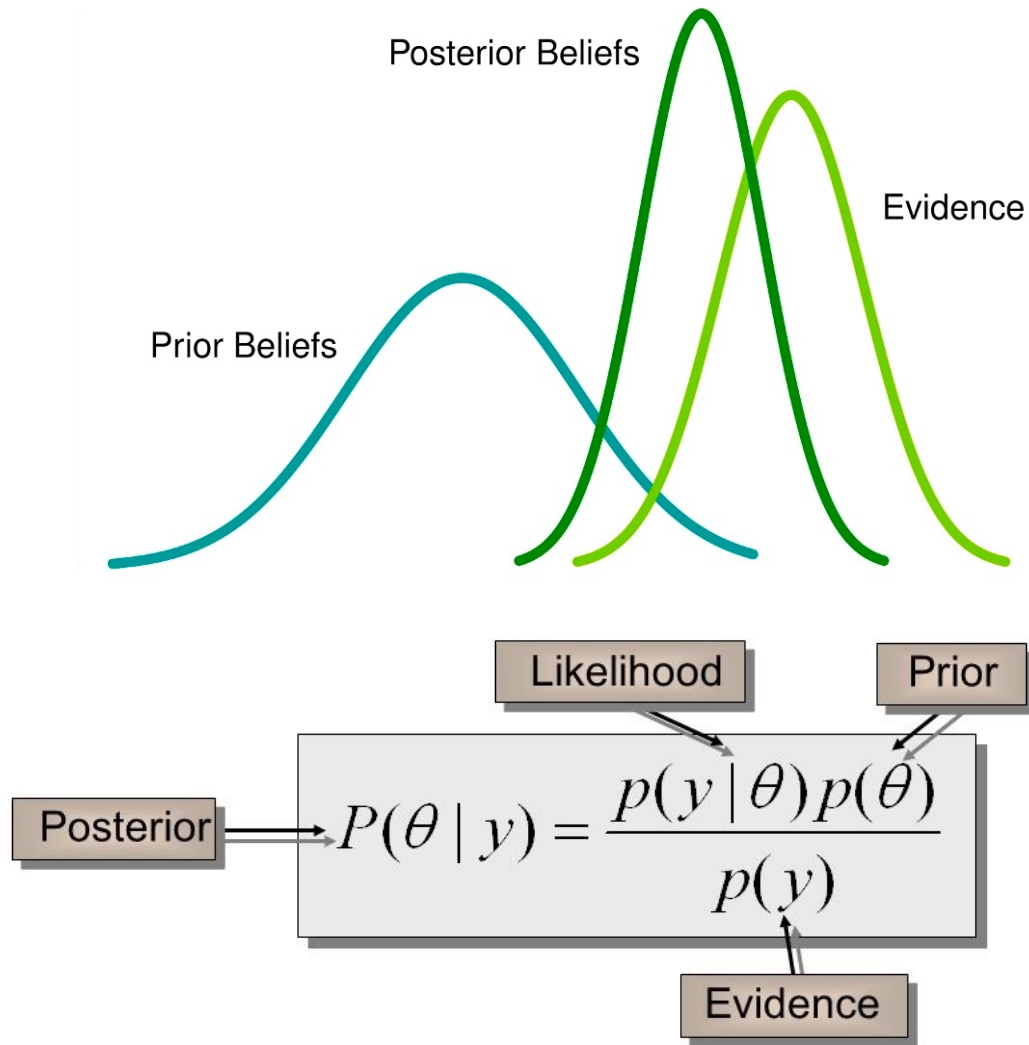 Posterior Beliefs
Evidence
Prior Beliefs
Likelihood
Prior
Posterior
P(θ | y) = p(y | θ) p(θ)
p(y)
Evidence